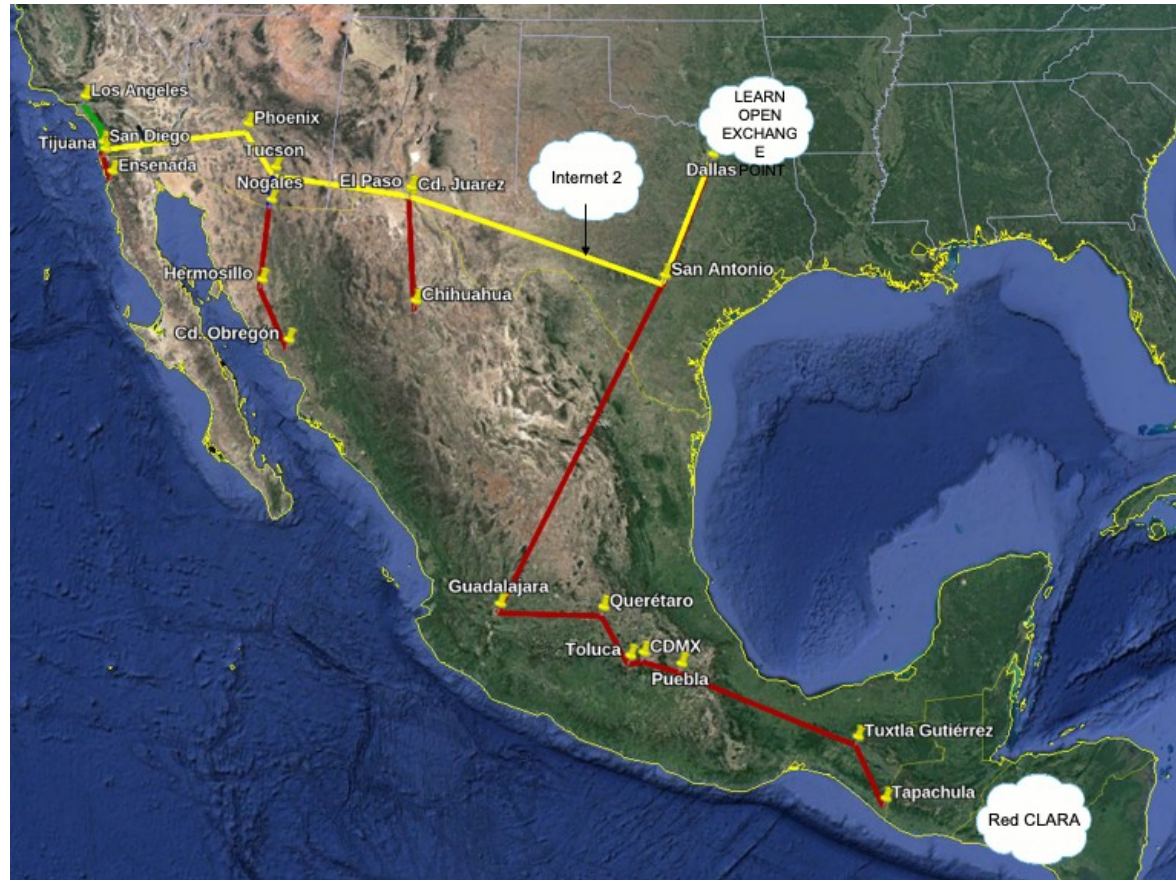 Los Angeles
LEARN
OPEN
EXCHANG
E
POINT
Phoenix
San Diego
Tijuana
Tucson
Ensenada
Dallas
Internet 2
Nogales
El Paso
Cd. Juarez
Hermosillo
San Antonio
Chihuahua
Cd. Obregón
Guadalajara
Querétaro
Toluca
CDMX
Puebla
Tuxtla Gutiérrez
Tapachula
Red CLARA